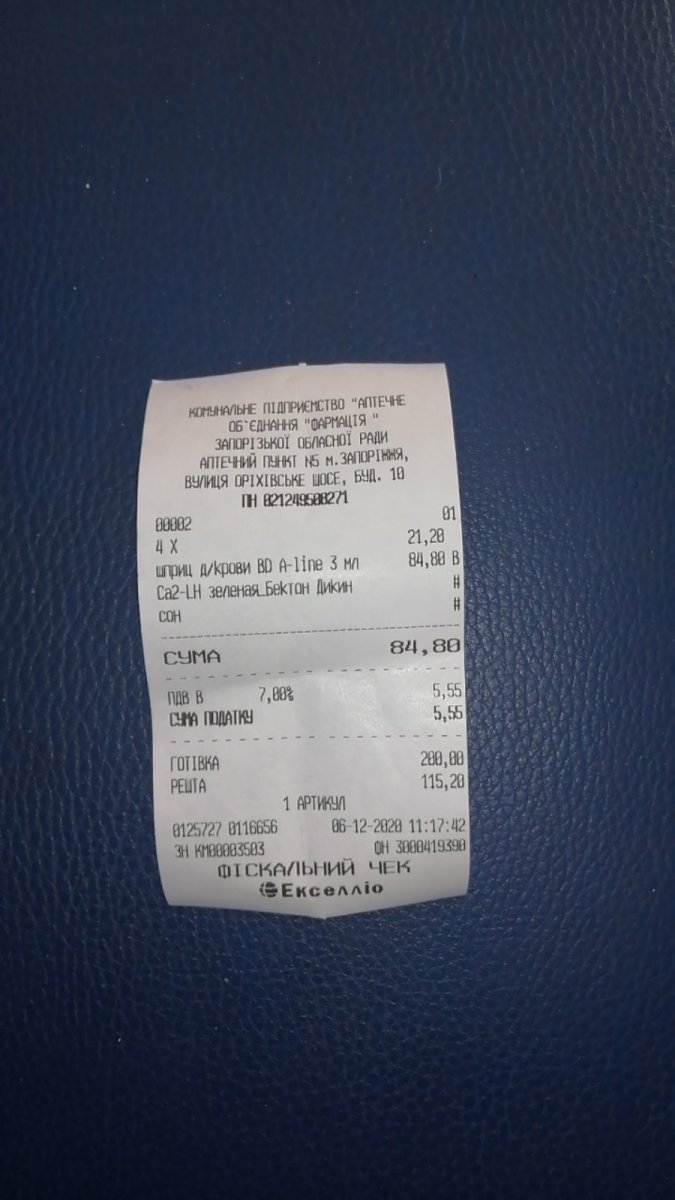 КОМУНАЛЬНЕ ПІДПРИЄМСТВО "АПТЕЧНЕ
ОБ`ЄДНАННЯ "ФАРМАЦІЯ "
ЗАПОРІЗЬКОЇ ОБЛАСНОЇ РАДИ
АПТЕЧНИЙ ПУНКТ №5 м.ЗАПОРІЖЖЯ,
ВУЛИЦЯ ОРІХІВСЬКЕ ШОСЕ, БУД. 10
ПН 021249508271
00002 01
4 X 21,20
шприц д/крови BD A-line 3 мл 84,80 В
Ca2-LH зеленая_Бектон Дикин #
сон #
СУМА 84,80
ПДВ В 7,00% 5,55
СУМА ПОДАТКУ 5,55
ГОТІВКА 200,00
РЕШТА 115,20
1 АРТИКУЛ
0125727 0116656 06-12-2020 11:17:42
ЗН КМ00003503 ФН 3000419390
ФІСКАЛЬНИЙ ЧЕК
Екселліо